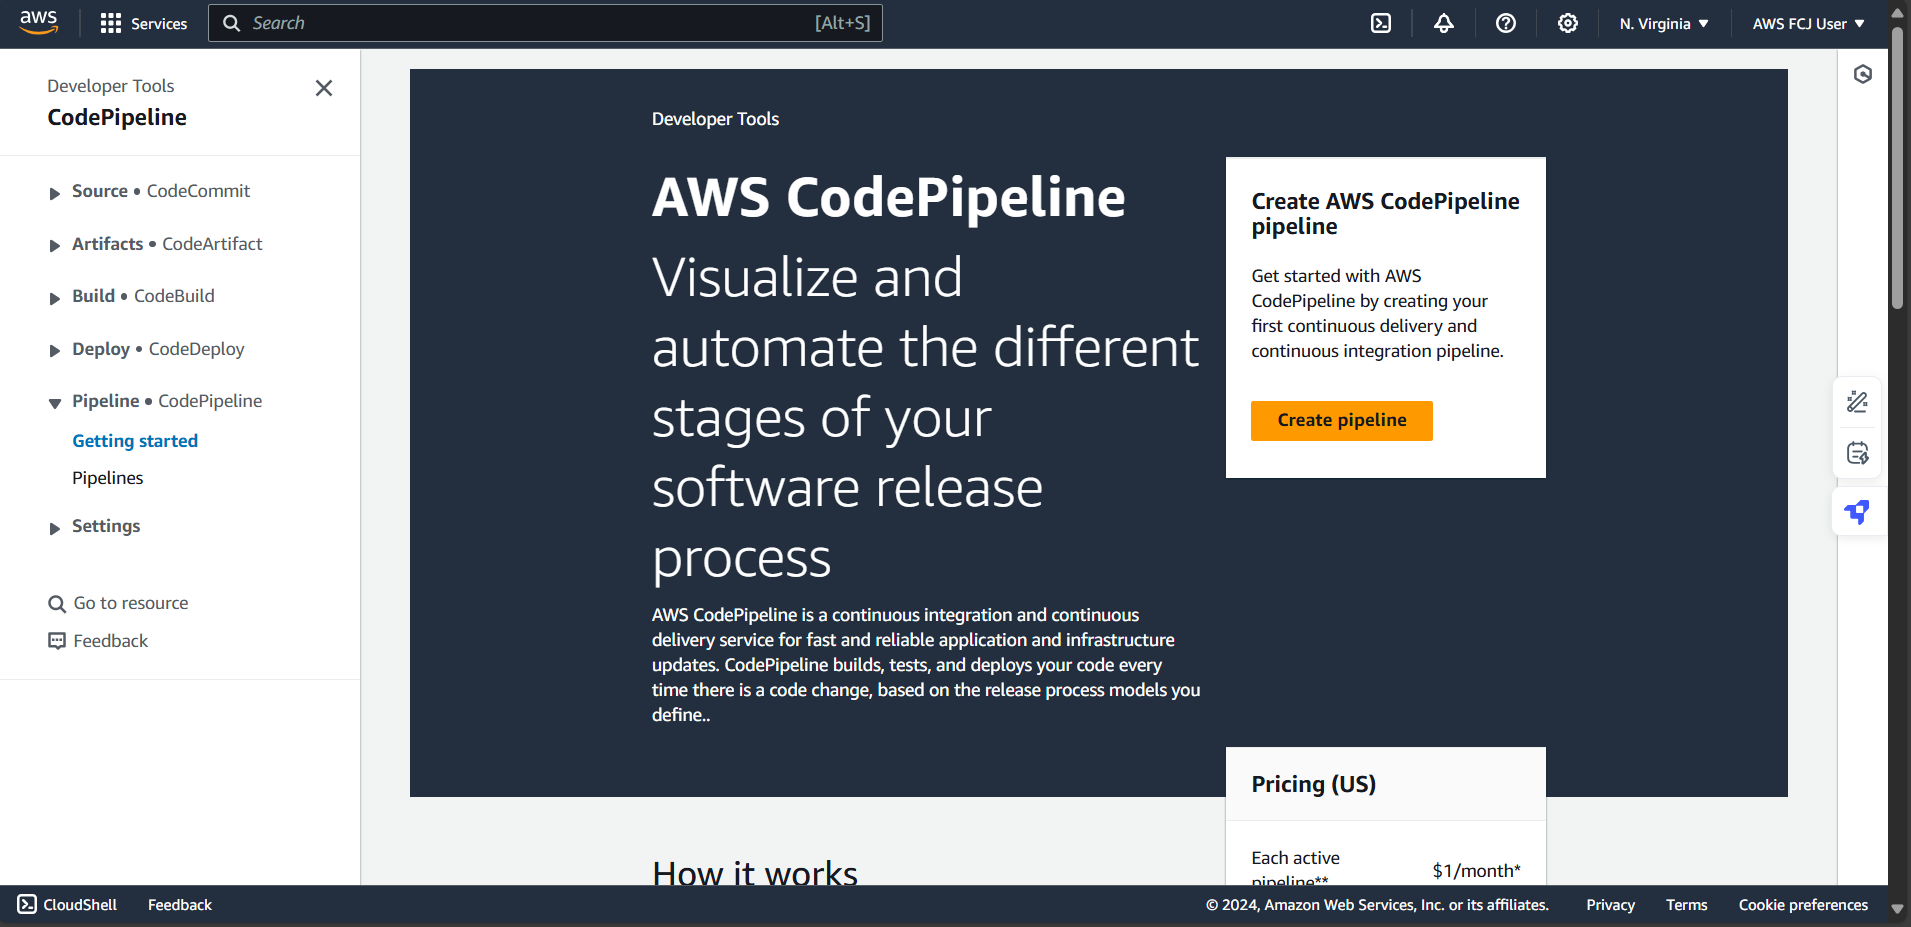 aws
Services
Search
[Alt+S]
N. Virginia
AWS FCJ User
Developer Tools
CodePipeline
Source • CodeCommit
Artifacts • CodeArtifact
Build • CodeBuild
Deploy • CodeDeploy
Pipeline • CodePipeline
Getting started
Pipelines
Settings
Go to resource
Feedback
Developer Tools
AWS CodePipeline
Visualize and
automate the different
stages of your
software release
process
AWS CodePipeline is a continuous integration and continuous
delivery service for fast and reliable application and infrastructure
updates. CodePipeline builds, tests, and deploys your code every
time there is a code change, based on the release process models you
define..
Create AWS CodePipeline
pipeline
Get started with AWS
CodePipeline by creating your
first continuous delivery and
continuous integration pipeline.
Create pipeline
Pricing (US)
Each active
pipeline**
$1/month*
How it works
CloudShell
Feedback
© 2024, Amazon Web Services, Inc. or its affiliates.
Privacy
Terms
Cookie preferences